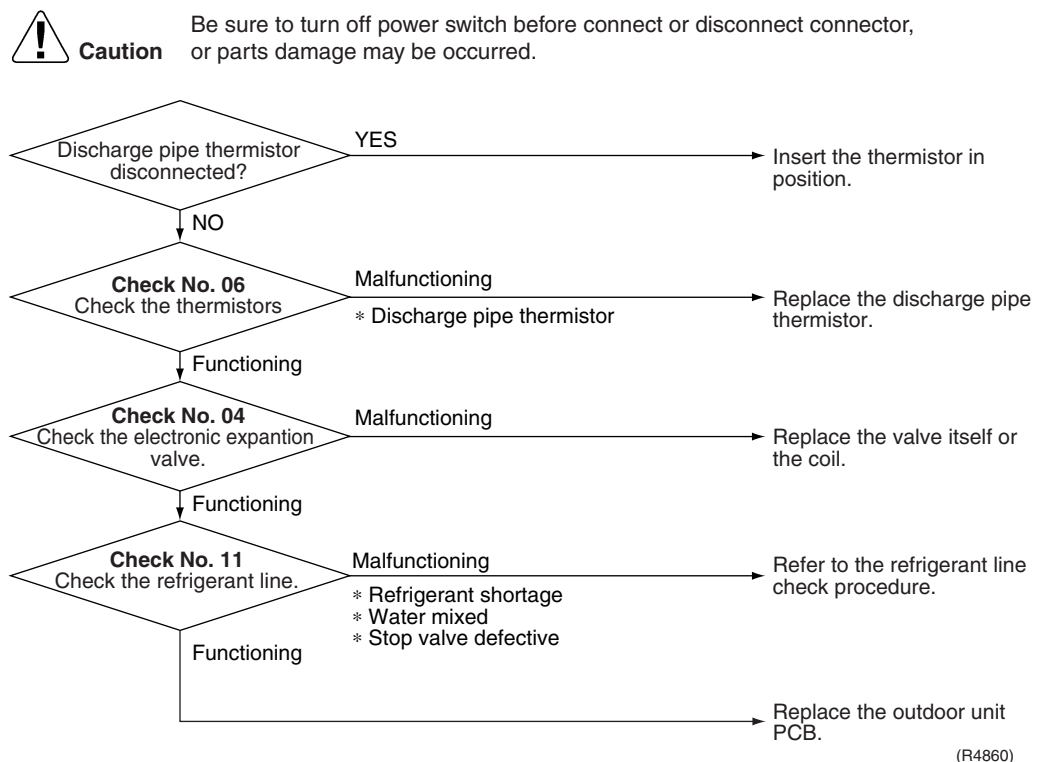 Be sure to turn off power switch before connect or disconnect connector,
Caution or parts damage may be occurred.
Discharge pipe thermistor
disconnected?
YES
Insert the thermistor in
position.
NO
Check No. 06
Check the thermistors
Malfunctioning
* Discharge pipe thermistor
Replace the discharge pipe
thermistor.
Functioning
Check No. 04
Check the electronic expantion
valve.
Malfunctioning
Replace the valve itself or
the coil.
Functioning
Check No. 11
Check the refrigerant line.
Malfunctioning
* Refrigerant shortage
* Water mixed
* Stop valve defective
Refer to the refrigerant line
check procedure.
Functioning
Replace the outdoor unit
PCB.
(R4860)